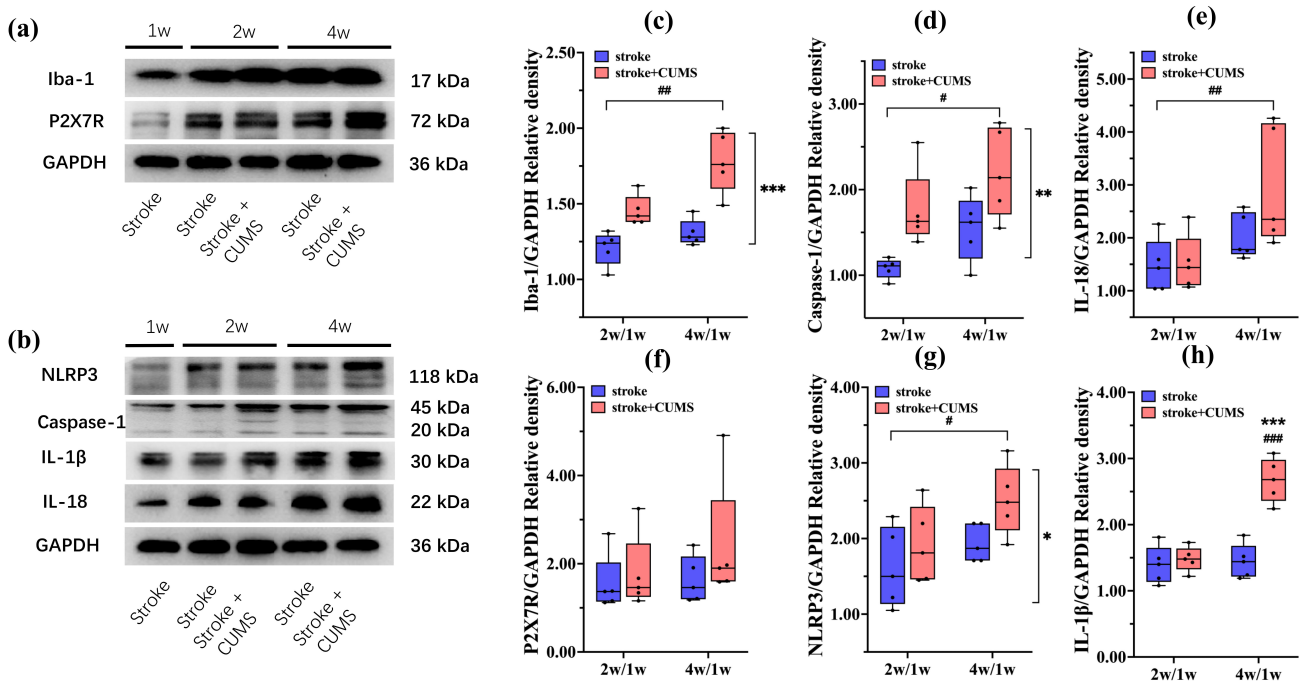 (a)
1w 2w 4w
Iba-1 17 kDa
P2X7R 72 kDa
GAPDH 36 kDa
Stroke
Stroke
Stroke + CUMS
Stroke
Stroke + CUMS
(b)
1w 2w 4w
NLRP3 118 kDa
45 kDa
Caspase-1
20 kDa
IL-1β 30 kDa
IL-18 22 kDa
GAPDH 36 kDa
Stroke
Stroke
Stroke + CUMS
Stroke
Stroke + CUMS
(c)
Iba-1/GAPDH Relative density
2.50
2.00
1.50
1.00
stroke
stroke+CUMS
##
***
2w/1w 4w/1w
(d)
Caspase-1/GAPDH Relative density
3.00
2.00
1.00
stroke
stroke+CUMS
#
**
2w/1w 4w/1w
(e)
IL-18/GAPDH Relative density
5.00
4.00
3.00
2.00
1.00
stroke
stroke+CUMS
##
2w/1w 4w/1w
(f)
P2X7R/GAPDH Relative density
6.00
4.00
2.00
0.00
stroke
stroke+CUMS
2w/1w 4w/1w
(g)
NLRP3/GAPDH Relative density
4.00
3.00
2.00
1.00
stroke
stroke+CUMS
#
*
2w/1w 4w/1w
(h)
IL-1β/GAPDH Relative density
4.00
3.00
2.00
1.00
0.00
stroke
stroke+CUMS
***
###
2w/1w 4w/1w